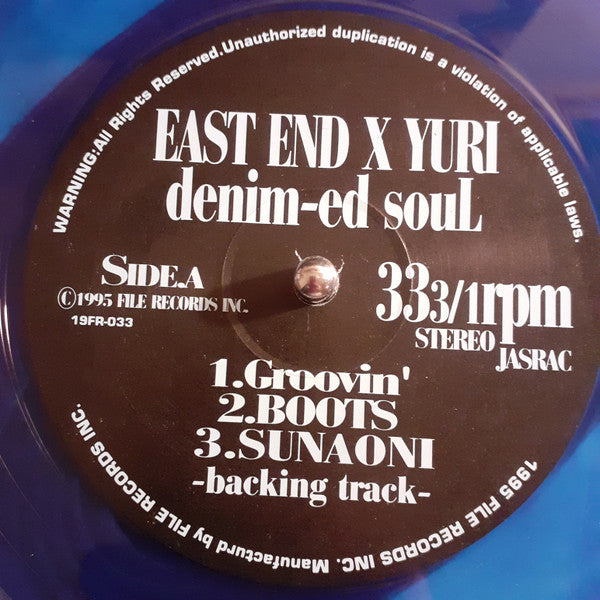 WARNING:All Rights Reserved.Unauthorized duplication is a violation of applicable laws.
EAST END X YURI
denim-ed souL
SIDE.A
©1995 FILE RECORDS INC.
19FR-033
333/1rpm
STEREO
JASRAC
1.Groovin'
2.BOOTS
3.SUNAONI
-backing track-
1995 FILE RECORDS INC. Manufacturd by FILE RECORDS INC.